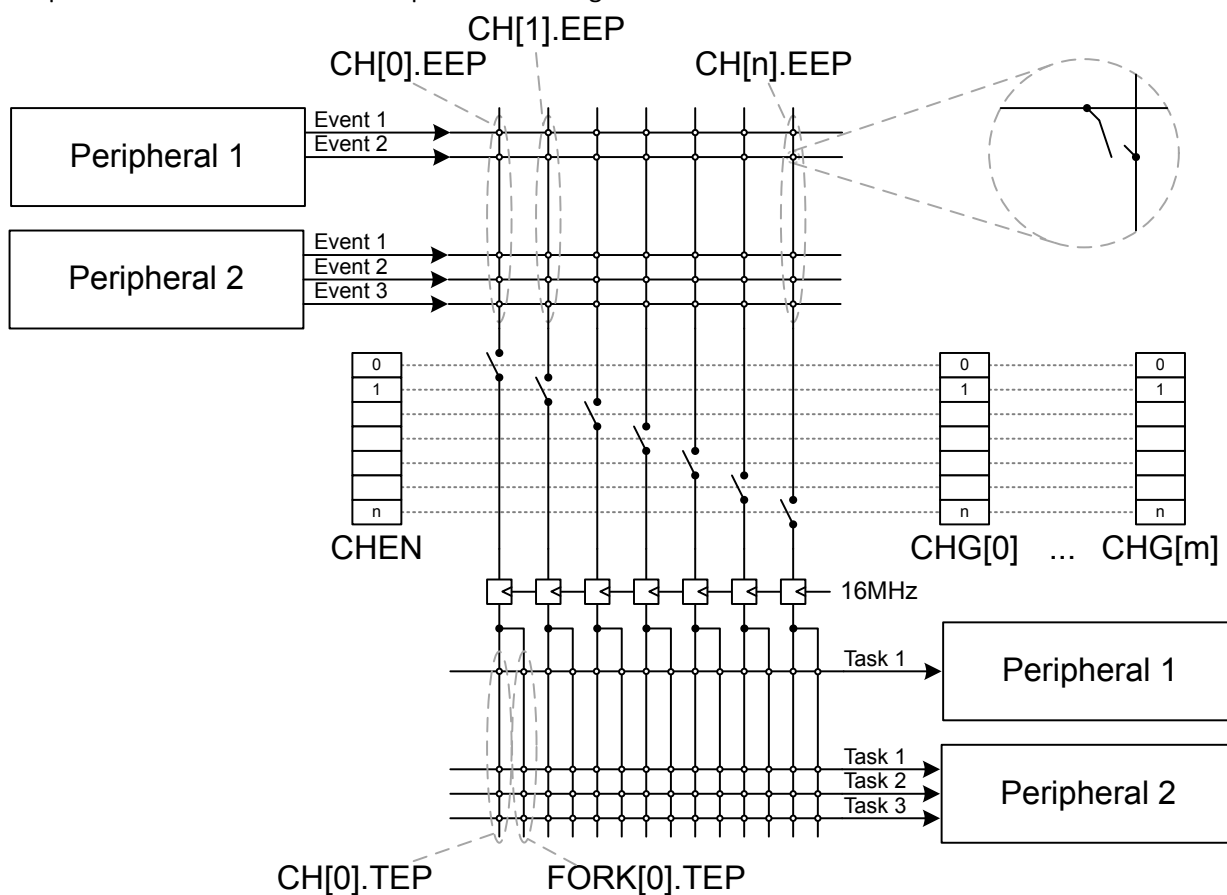 CH[1].EEP
CH[0].EEP
CH[n].EEP
Peripheral 1
Event 1
Event 2
Peripheral 2
Event 1
Event 2
Event 3
0
1
n
CHEN
0
1
n
CHG[0]
...
0
1
n
CHG[m]
16MHz
Task 1
Peripheral 1
Task 1
Task 2
Task 3
Peripheral 2
CH[0].TEP
FORK[0].TEP